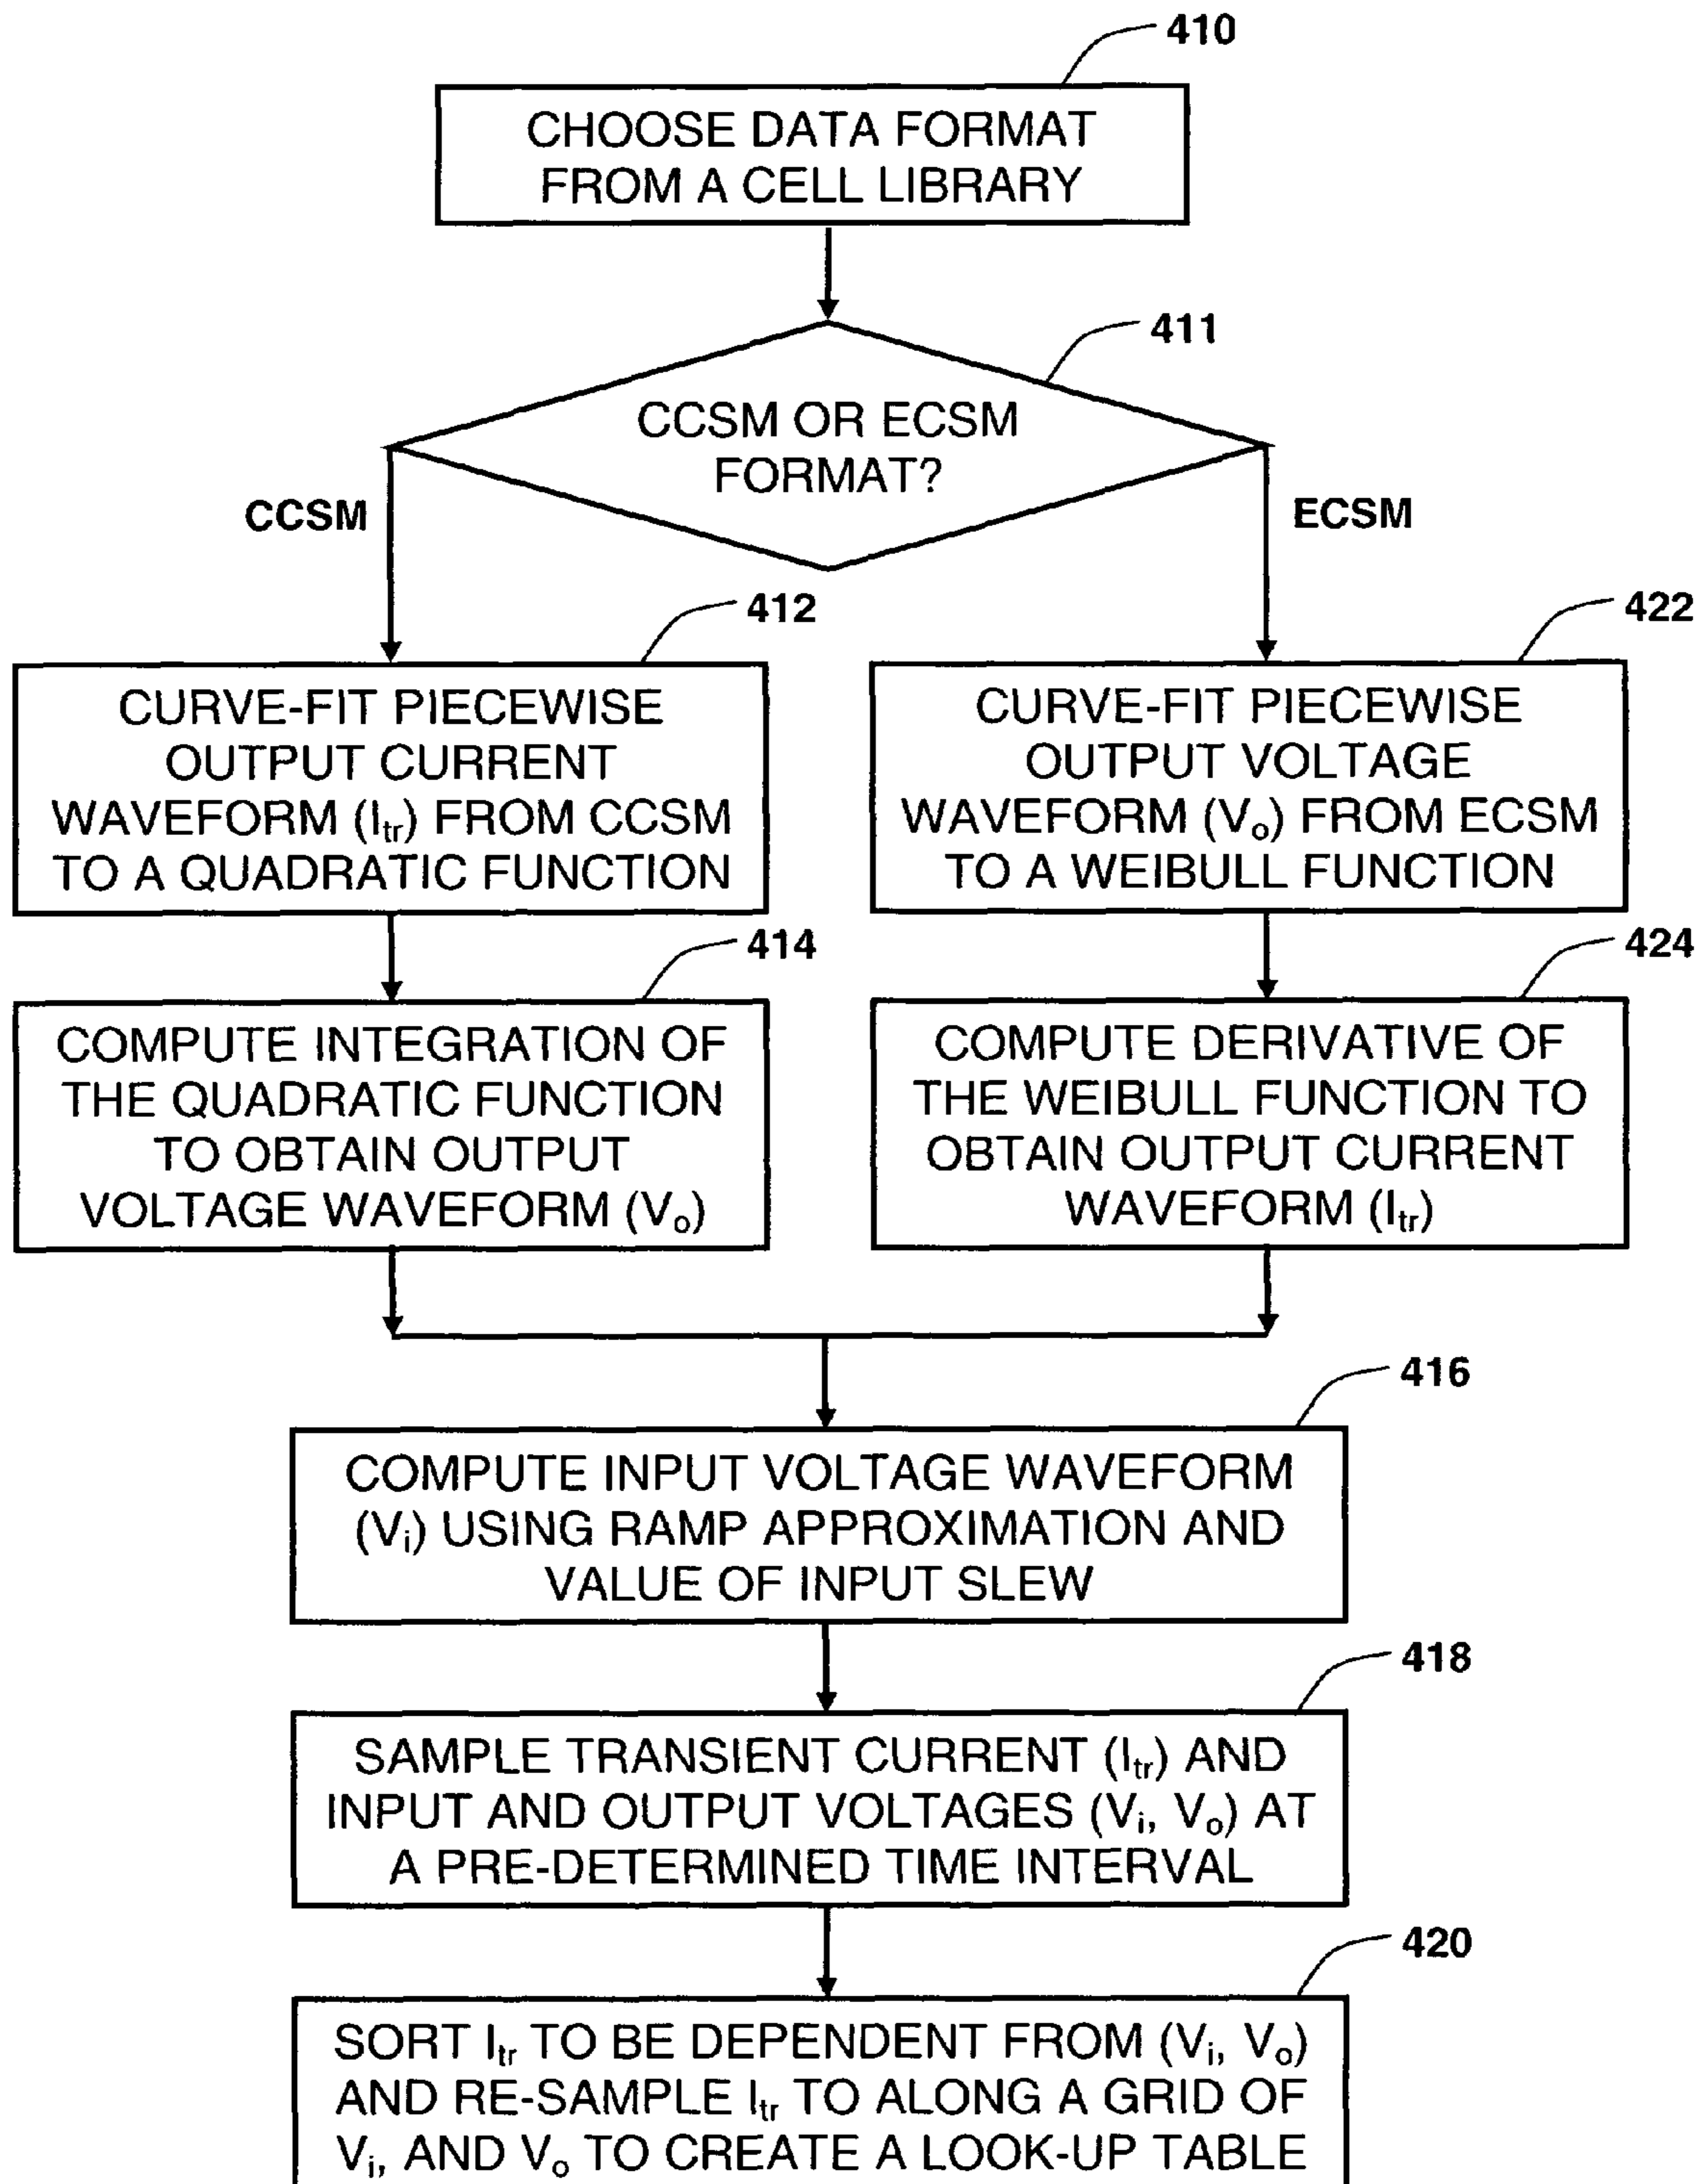 410
CHOOSE DATA FORMAT
FROM A CELL LIBRARY
411
CCSM OR ECSM
FORMAT?
CCSM
ECSM
412
CURVE-FIT PIECEWISE
OUTPUT CURRENT
WAVEFORM (Itr) FROM CCSM
TO A QUADRATIC FUNCTION
422
CURVE-FIT PIECEWISE
OUTPUT VOLTAGE
WAVEFORM (Vo) FROM ECSM
TO A WEIBULL FUNCTION
414
COMPUTE INTEGRATION OF
THE QUADRATIC FUNCTION
TO OBTAIN OUTPUT
VOLTAGE WAVEFORM (Vo)
424
COMPUTE DERIVATIVE OF
THE WEIBULL FUNCTION TO
OBTAIN OUTPUT CURRENT
WAVEFORM (Itr)
416
COMPUTE INPUT VOLTAGE WAVEFORM
(Vi) USING RAMP APPROXIMATION AND
VALUE OF INPUT SLEW
418
SAMPLE TRANSIENT CURRENT (Itr) AND
INPUT AND OUTPUT VOLTAGES (Vi, Vo) AT
A PRE-DETERMINED TIME INTERVAL
420
SORT Itr TO BE DEPENDENT FROM (Vi, Vo)
AND RE-SAMPLE Itr TO ALONG A GRID OF
Vi, AND Vo TO CREATE A LOOK-UP TABLE